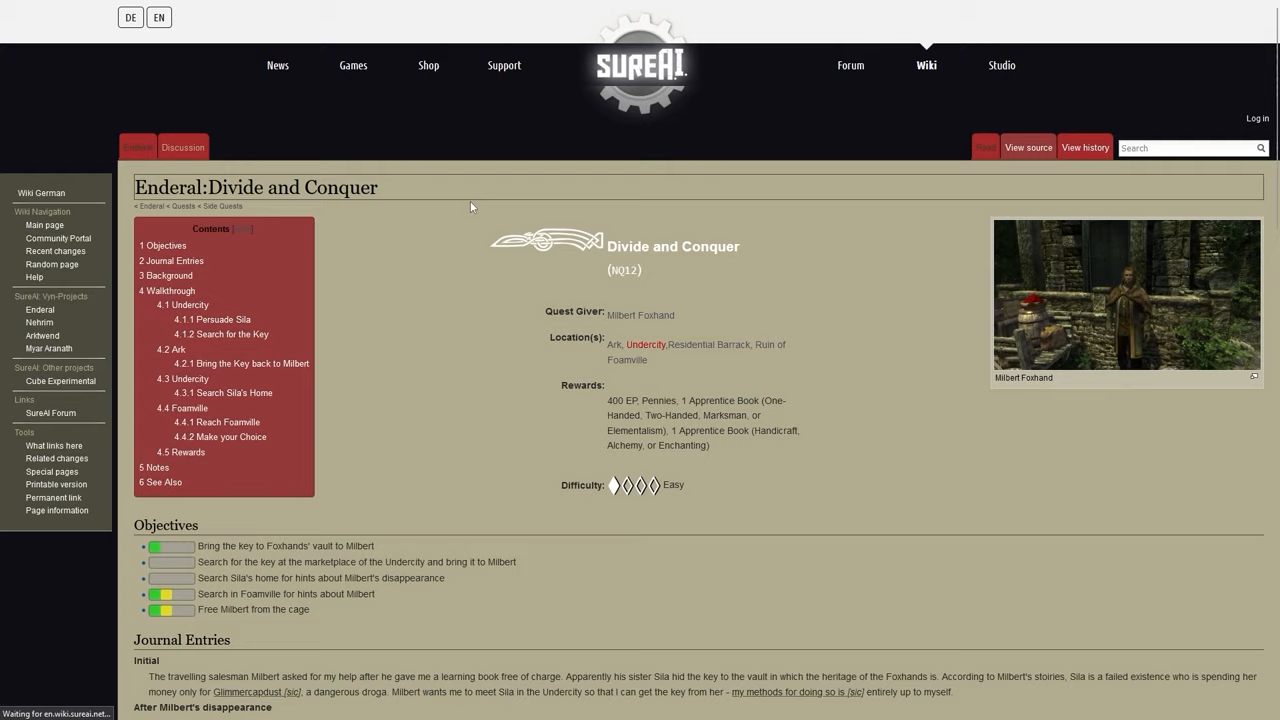 DE EN
News Games Shop Support SUREAI. Forum Wiki Studio
Log in
Discussion View source View history Search
Enderal:Divide and Conquer
< Enderal < Quests < Side Quests
Wiki German
Wiki Navigation
Main page
Community Portal
Recent changes
Random page
Help
SureAI: Vyn-Projects
Enderal
Nehrim
Arktwend
Myar Aranath
SureAI: Other projects
Cube Experimental
Links
SureAI Forum
Tools
What links here
Related changes
Special pages
Printable version
Permanent link
Page information
Contents
1 Objectives
2 Journal Entries
3 Background
4 Walkthrough
4.1 Undercity
4.1.1 Persuade Sila
4.1.2 Search for the Key
4.2 Ark
4.2.1 Bring the Key back to Milbert
4.3 Undercity
4.3.1 Search Sila's Home
4.4 Foamville
4.4.1 Reach Foamville
4.4.2 Make your Choice
4.5 Rewards
5 Notes
6 See Also
Divide and Conquer
(NQ12)
Quest Giver: Milbert Foxhand
Location(s): Ark, Undercity,Residential Barrack, Ruin of
Foamville
Rewards:
400 EP, Pennies, 1 Apprentice Book (One-
Handed, Two-Handed, Marksman, or
Elementalism), 1 Apprentice Book (Handicraft,
Alchemy, or Enchanting)
Difficulty: Easy
Milbert Foxhand
Objectives
Bring the key to Foxhands' vault to Milbert
Search for the key at the marketplace of the Undercity and bring it to Milbert
Search Sila's home for hints about Milbert's disappearance
Search in Foamville for hints about Milbert
Free Milbert from the cage
Journal Entries
Initial
The travelling salesman Milbert asked for my help after he gave me a learning book free of charge. Apparently his sister Sila hid the key to the vault in which the heritage of the Foxhands is. According to Milbert's stories, Sila is a failed existence who is spending her
money only for Glimmercapdust [sic], a dangerous droga. Milbert wants me to meet Sila in the Undercity so that I can get the key from her - my methods for doing so is [sic] entirely up to myself.
After Milbert's disappearance
Waiting for en.wiki.sureai.net...